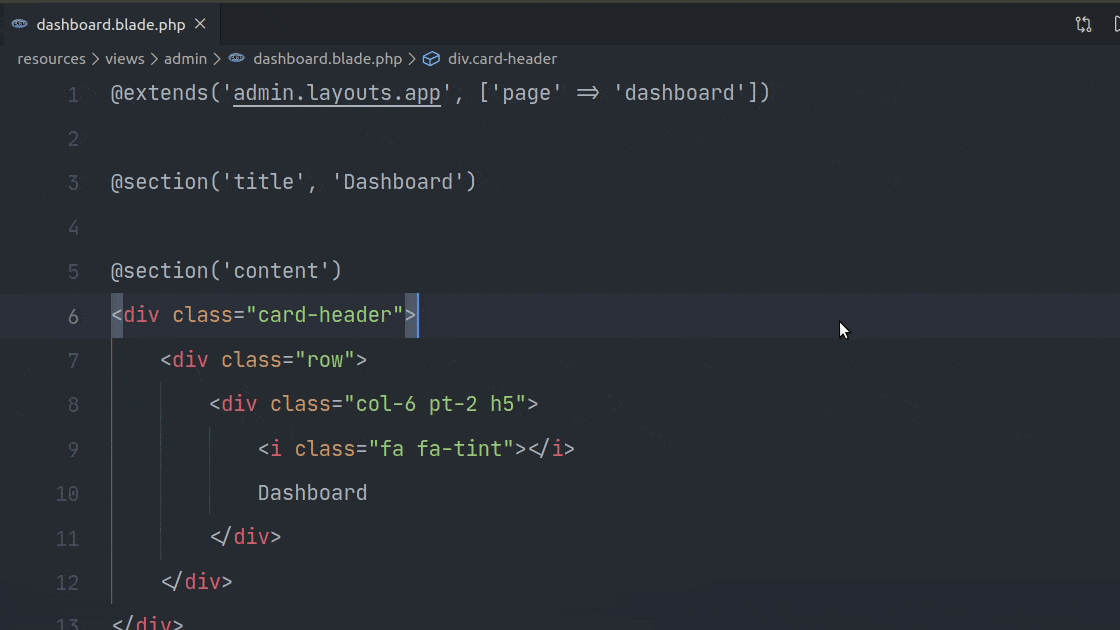 dashboard.blade.php
resources > views > admin > dashboard.blade.php > div.card-header
1 @extends('admin.layouts.app', ['page' => 'dashboard'])
2
3 @section('title', 'Dashboard')
4
5 @section('content')
6 <div class="card-header">
7 <div class="row">
8 <div class="col-6 pt-2 h5">
9 <i class="fa fa-tint"></i>
10 Dashboard
11 </div>
12 </div>
13 </div>